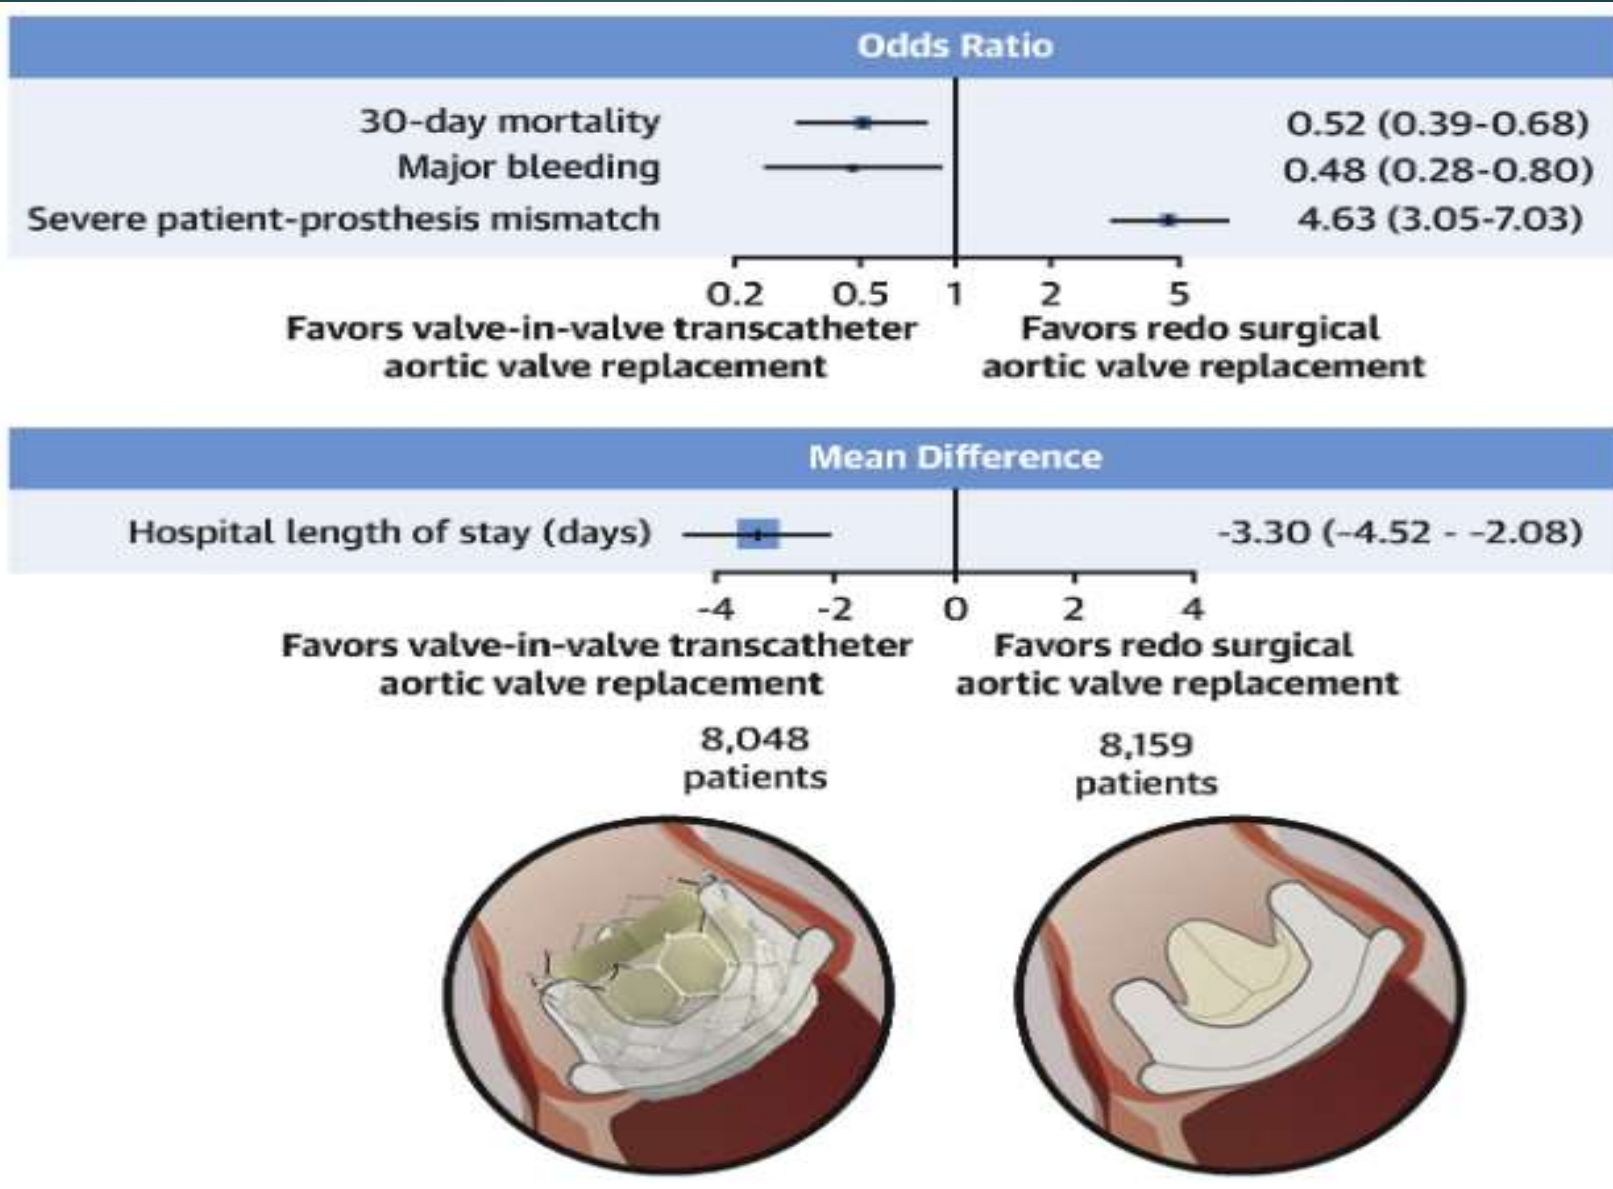 Odds Ratio
30-day mortality 0.52 (0.39-0.68)
Major bleeding 0.48 (0.28-0.80)
Severe patient-prosthesis mismatch 4.63 (3.05-7.03)
0.2 0.5 1 2 5
Favors valve-in-valve transcatheter
aortic valve replacement
Favors redo surgical
aortic valve replacement
Mean Difference
Hospital length of stay (days) -3.30 (-4.52 - -2.08)
-4 -2 0 2 4
Favors valve-in-valve transcatheter
aortic valve replacement
Favors redo surgical
aortic valve replacement
8,048
patients
8,159
patients